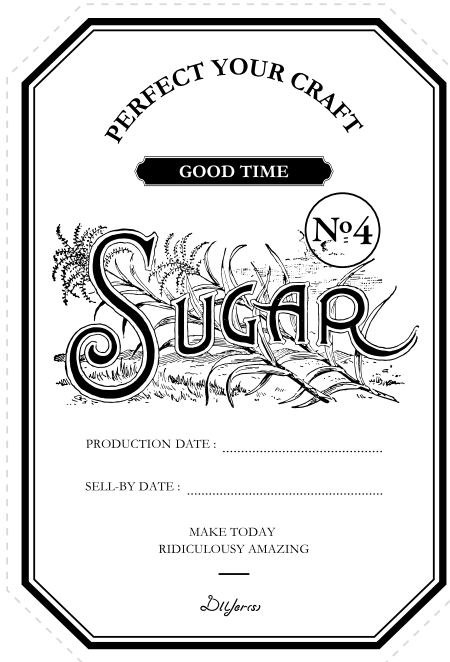 PERFECT YOUR CRAFT
GOOD TIME
Nº4
SUGAR
PRODUCTION DATE :
SELL-BY DATE :
MAKE TODAY
RIDICULOUSY AMAZING
DIYer(s)